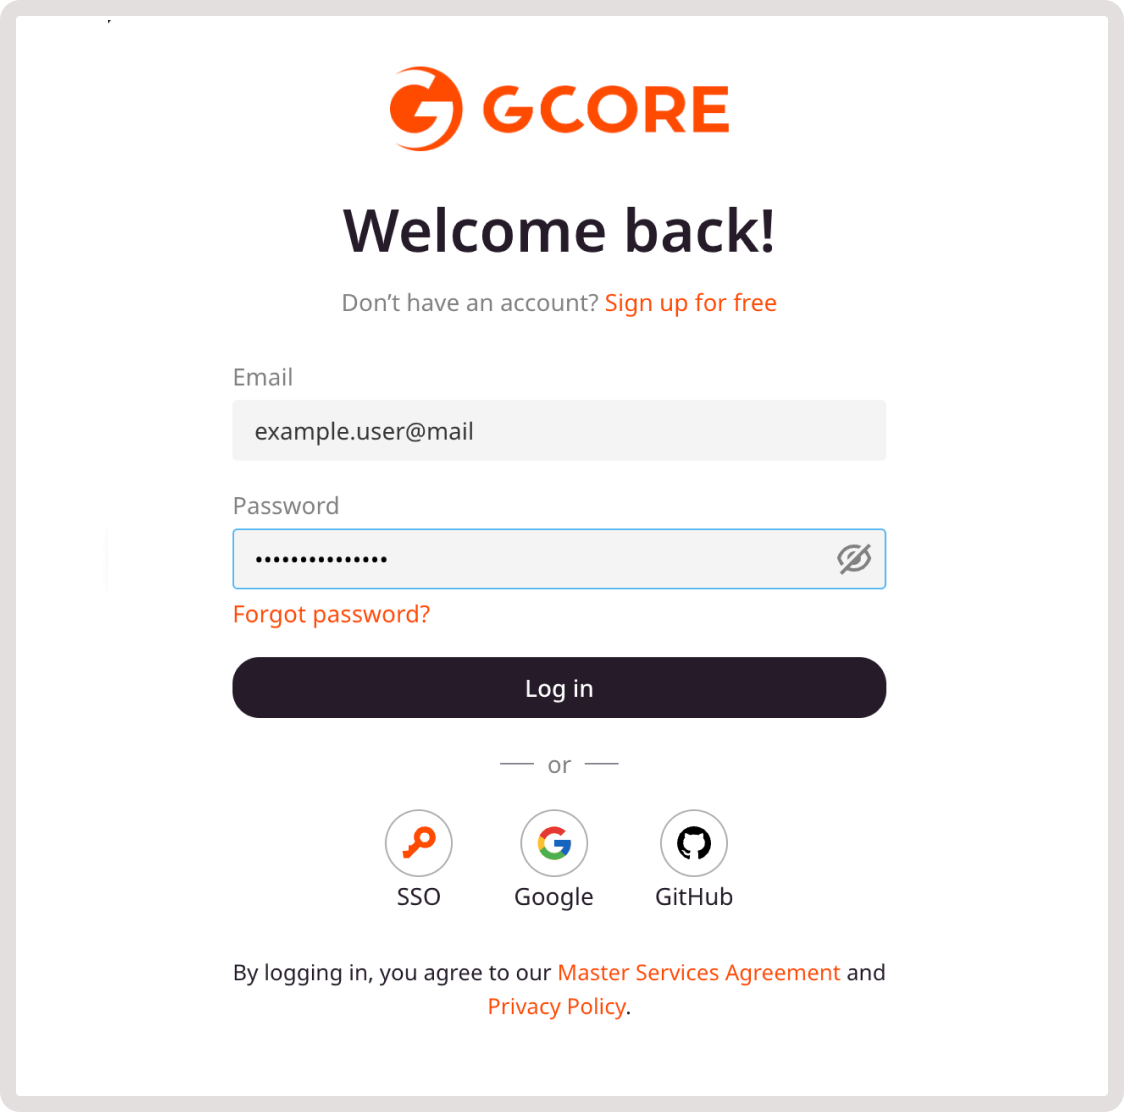 GCORE
Welcome back!
Don’t have an account? Sign up for free
Email
example.user@mail
Password
•••••••••••••••
Forgot password?
Log in
or
SSO Google GitHub
By logging in, you agree to our Master Services Agreement and
Privacy Policy.